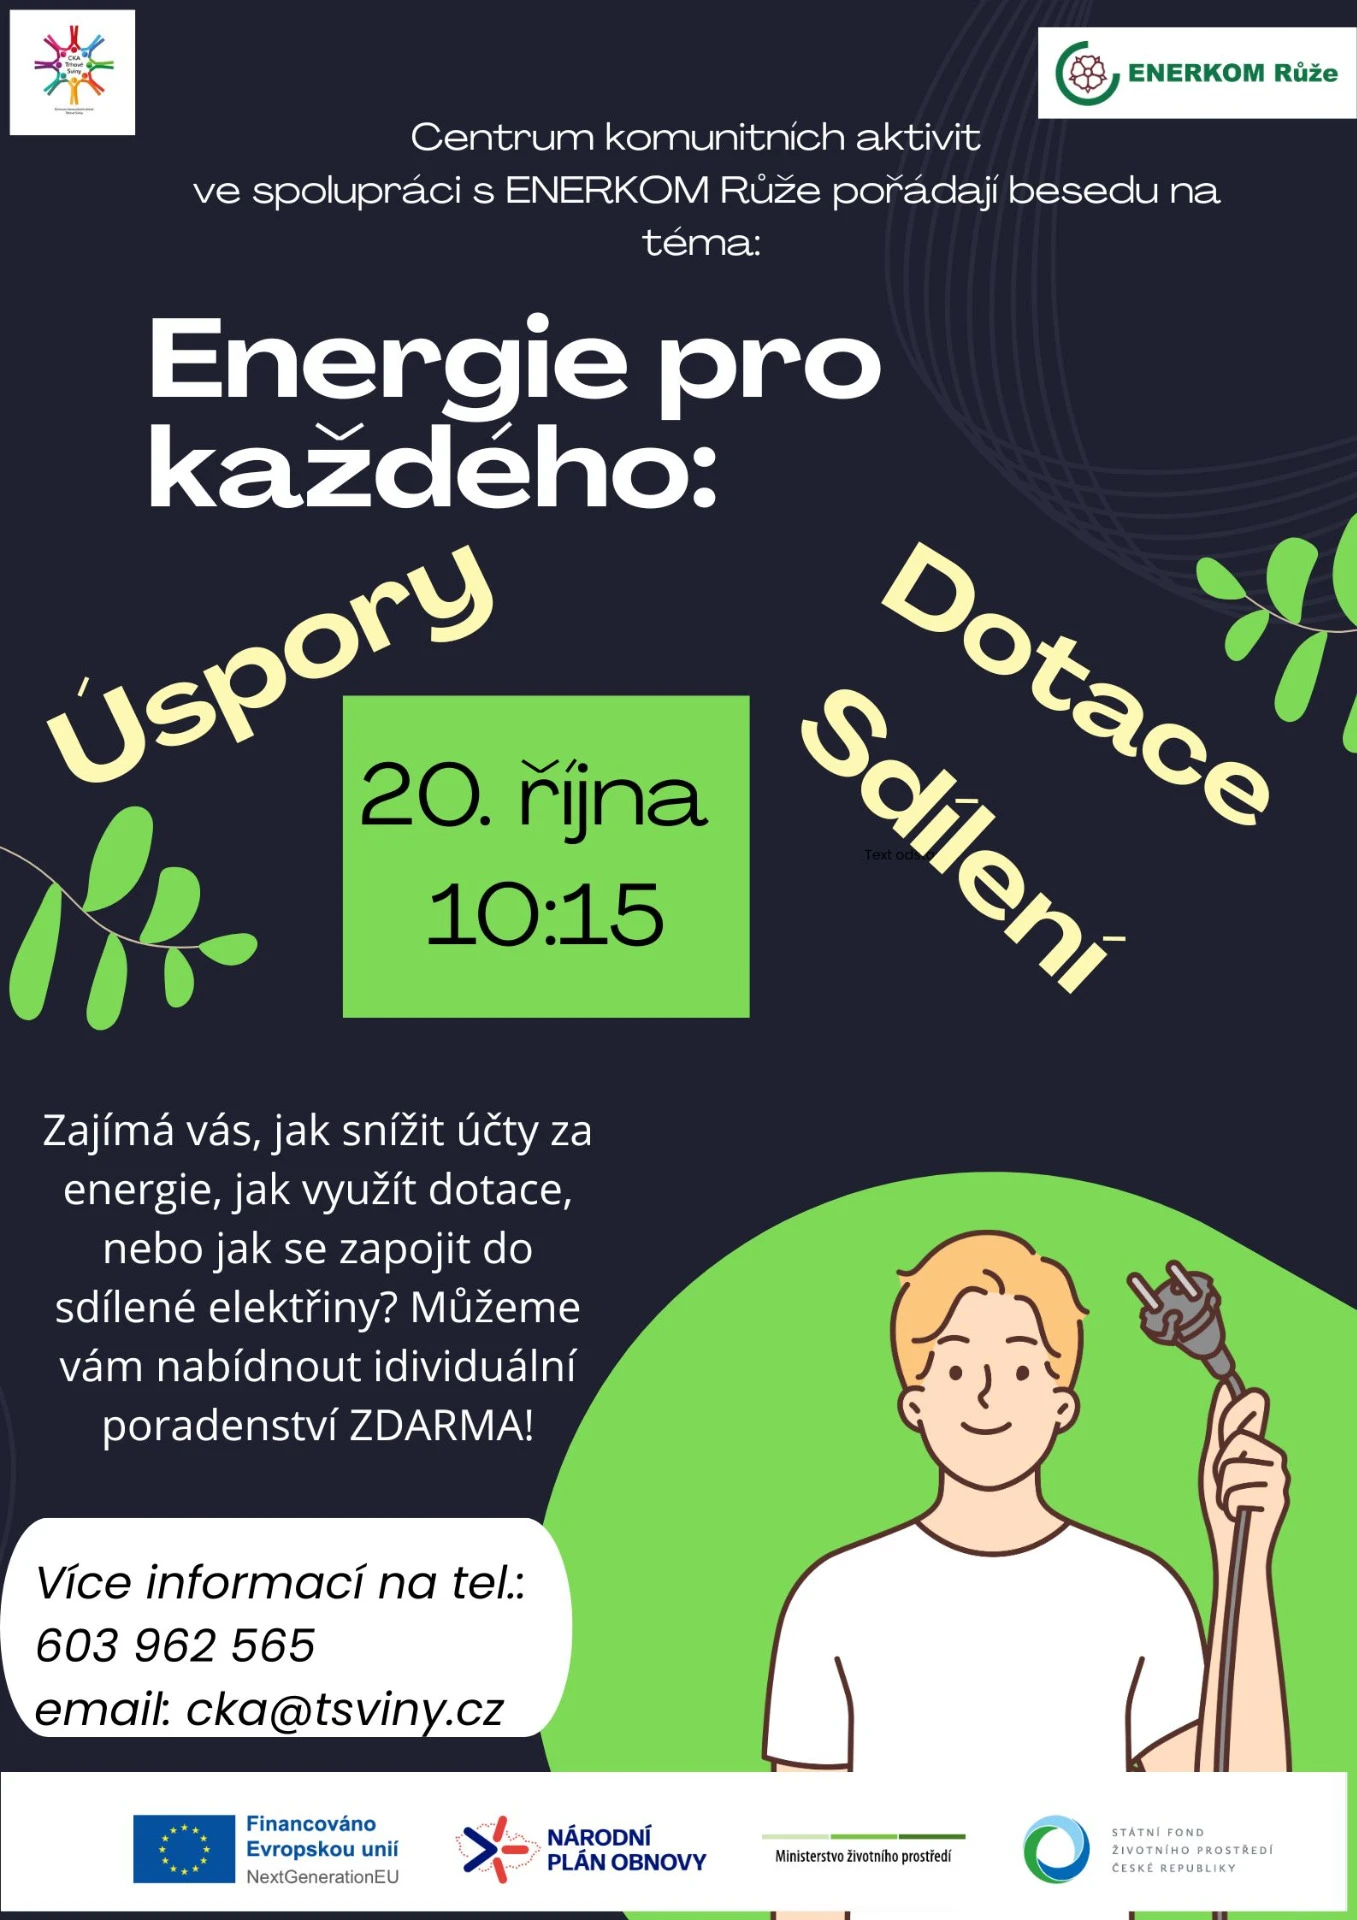 CKA
Trhové
Sviny
ENERKOM Růže
Centrum komunitních aktivit
ve spolupráci s ENERKOM Růže pořádají besedu na
téma:
Energie pro
každého:
Úspory
Dotace
Sdílení
20. října
10:15
Text
Zajímá vás, jak snížit účty za
energie, jak využít dotace,
nebo jak se zapojit do
sdílené elektřiny? Můžeme
vám nabídnout idividuální
poradenství ZDARMA!
Více informací na tel.:
603 962 565
email: cka@tsviny.cz
Financováno
Evropskou unií
NextGenerationEU
NÁRODNÍ
PLÁN OBNOVY
Ministerstvo životního prostředí
STÁTNÍ FOND
ŽIVOTNÍHO PROSTŘEDÍ
ČESKÉ REPUBLIKY